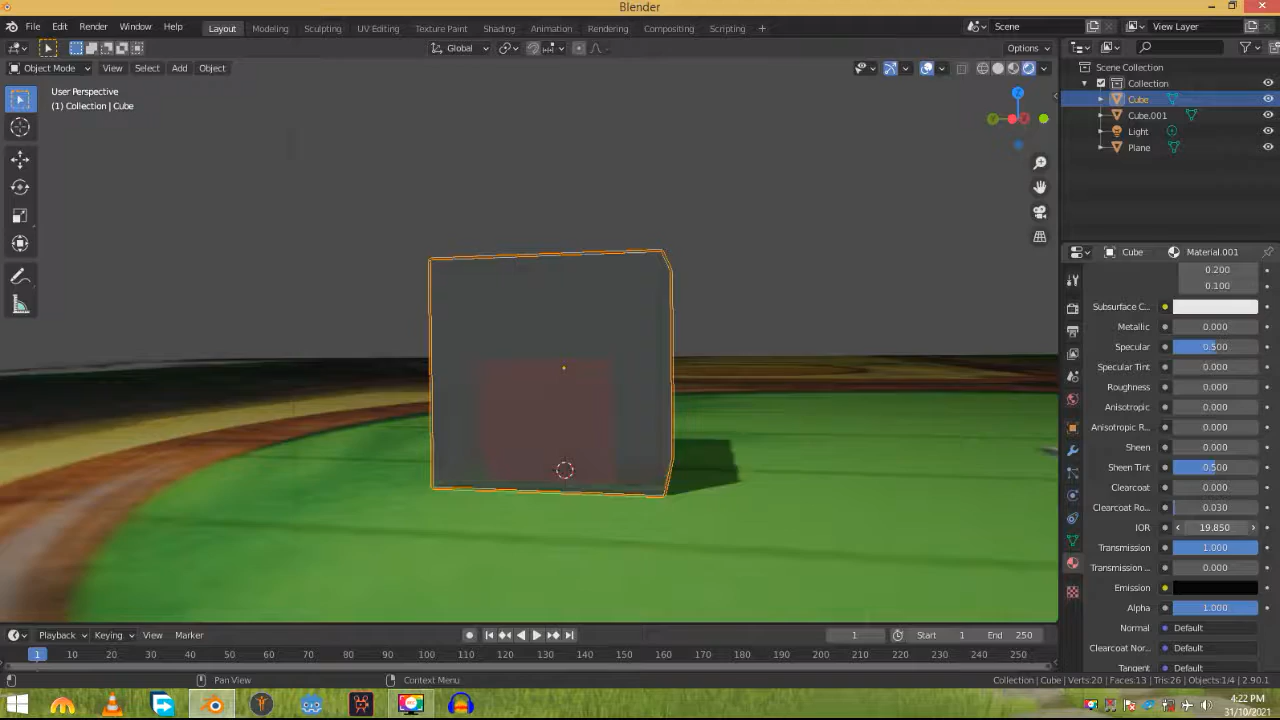 Blender
File Edit Render Window Help Layout Modeling Sculpting UV Editing Texture Paint Shading Animation Rendering Compositing Scripting + Scene View Layer
Global Options
Object Mode View Select Add Object
User Perspective
(1) Collection | Cube
Z
Scene Collection
Collection
Cube
Cube.001
Light
Plane
Cube Material.001
0.200
0.100
Subsurface C...
Metallic 0.000
Specular 0.500
Specular Tint 0.000
Roughness 0.000
Anisotropic 0.000
Anisotropic R... 0.000
Sheen 0.000
Sheen Tint 0.500
Clearcoat 0.000
Clearcoat Ro... 0.030
IOR 19.850
Transmission 1.000
Transmission ... 0.000
Emission
Alpha 1.000
Normal Default
Clearcoat Nor... Default
Tangent Default
Playback Keying View Marker 1 Start 1 End 250
1 10 20 30 40 50 60 70 80 90 100 110 120 130 140 150 160 170 180 190 200 210 220 230 240 250
Pan View Context Menu Collection | Cube | Verts:20 | Faces:13 | Tris:26 | Objects:1/4 | 2.90.1
4:22 PM
31/10/2021